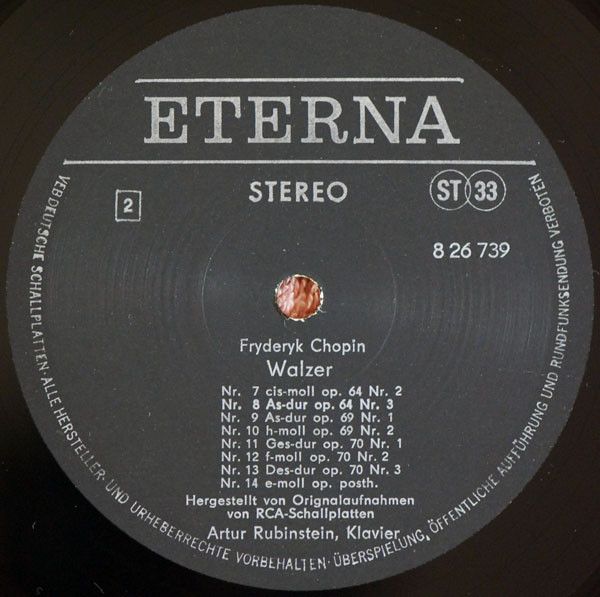 ETERNA
2
STEREO
ST 33
8 26 739
Fryderyk Chopin
Walzer
Nr. 7 cis-moll op. 64 Nr. 2
Nr. 8 As-dur op. 64 Nr. 3
Nr. 9 As-dur op. 69 Nr. 1
Nr. 10 h-moll op. 69 Nr. 2
Nr. 11 Ges-dur op. 70 Nr. 1
Nr. 12 f-moll op. 70 Nr. 2
Nr. 13 Des-dur op. 70 Nr. 3
Nr. 14 e-moll op. posth.
Hergestellt von Orignalaufnahmen
von RCA-Schallplatten
Artur Rubinstein, Klavier
VEB DEUTSCHE SCHALLPLATTEN · ALLE HERSTELLER- UND URHEBERRECHTE VORBEHALTEN · ÜBERSPIELUNG, ÖFFENTLICHE AUFFÜHRUNG UND RUNDFUNKSENDUNG VERBOTEN